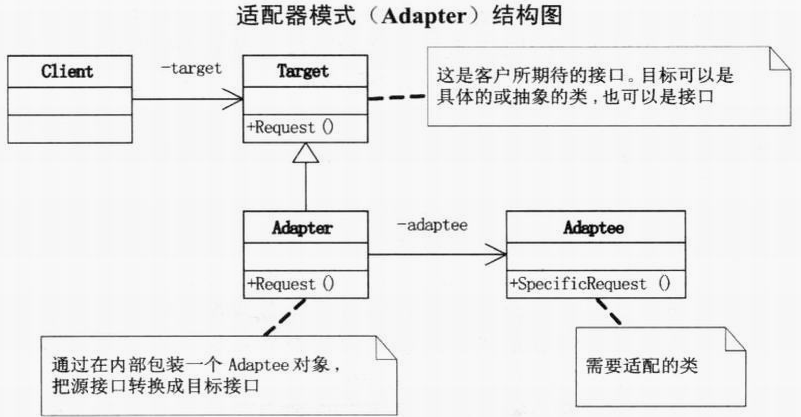 适配器模式（Adapter）结构图
Client
-target
Target
+Request()
这是客户所期待的接口。目标可以是
具体的或抽象的类,也可以是接口
Adapter
+Request()
-adaptee
Adaptee
+SpecificRequest()
通过在内部包装一个 Adaptee 对象,
把源接口转换成目标接口
需要适配的类